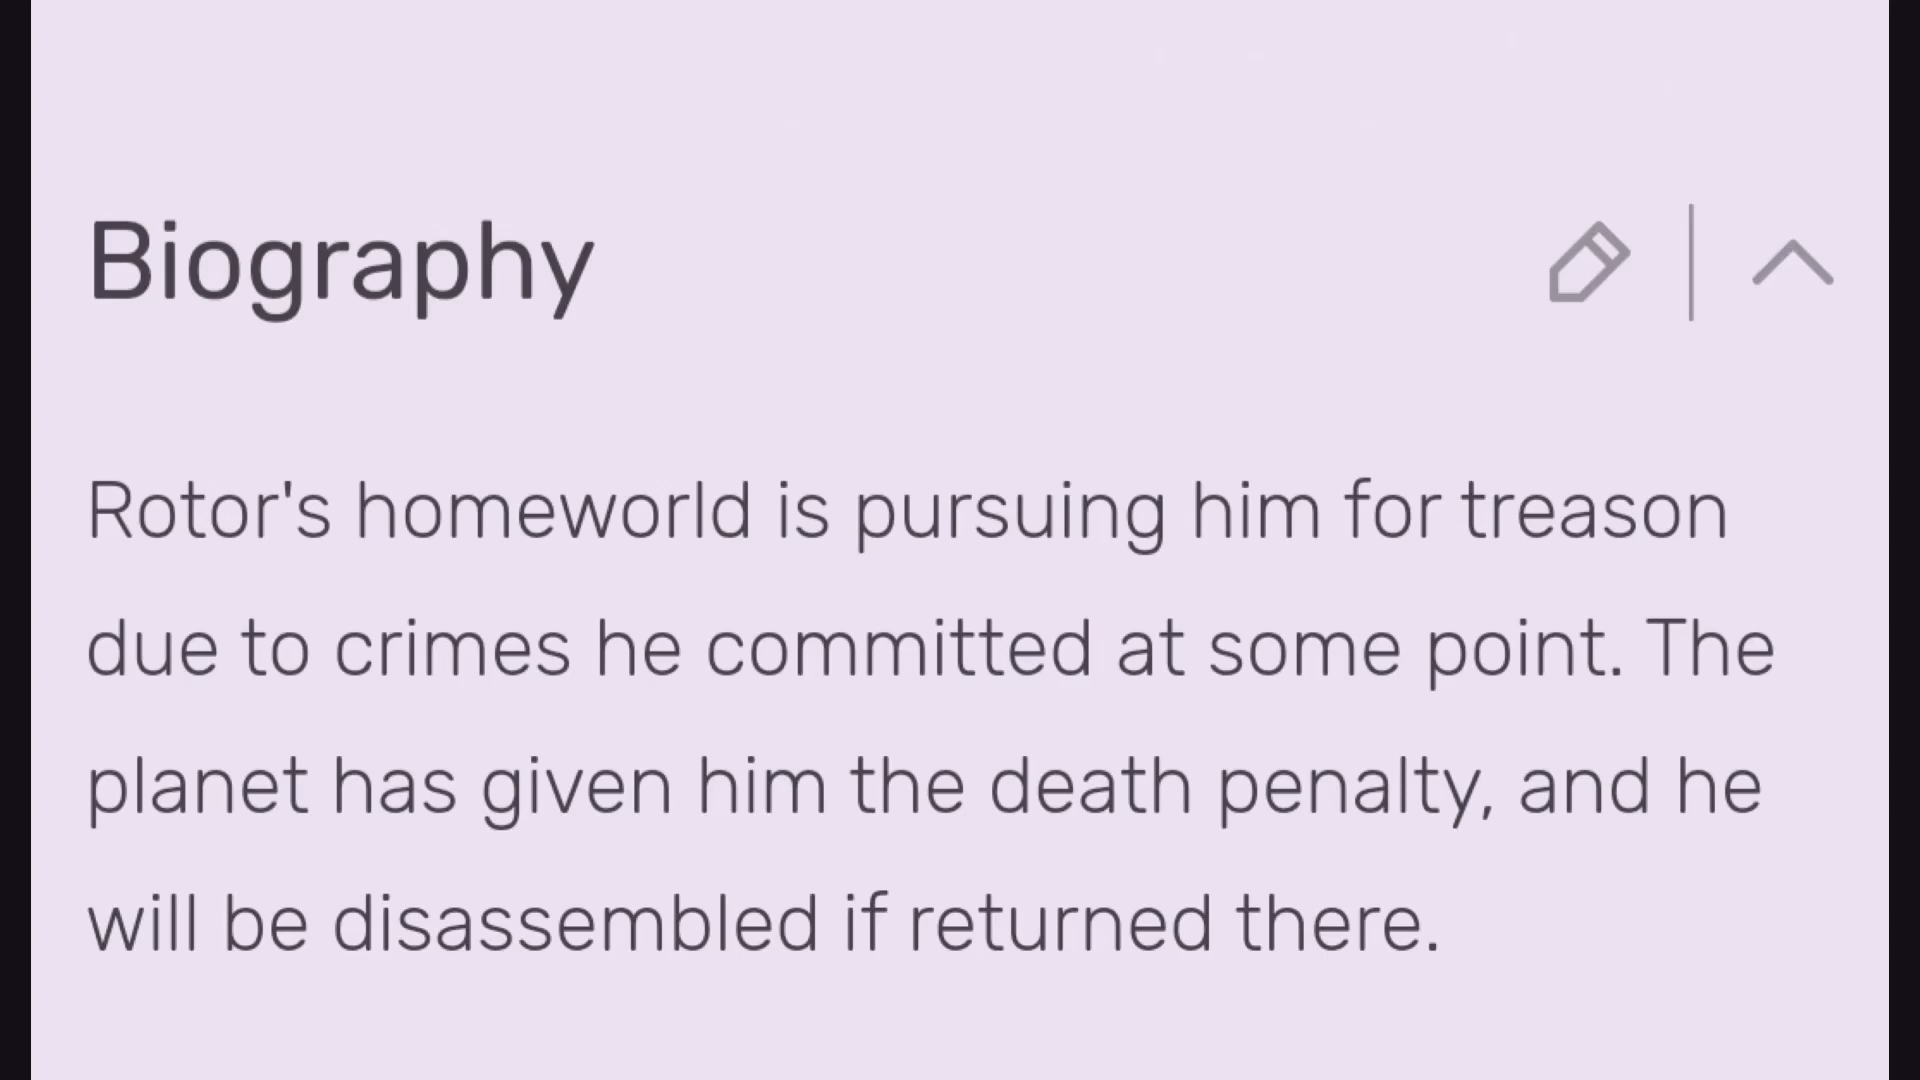 Biography
Rotor's homeworld is pursuing him for treason
due to crimes he committed at some point. The
planet has given him the death penalty, and he
will be disassembled if returned there.